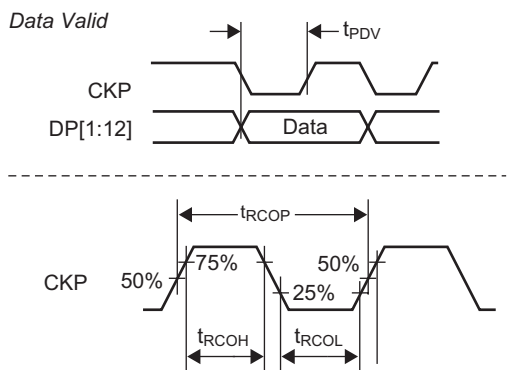 Data Valid
tPDV
CKP
DP[1:12]
Data
tRCOP
CKP
50%
75%
50%
25%
tRCOH
tRCOL